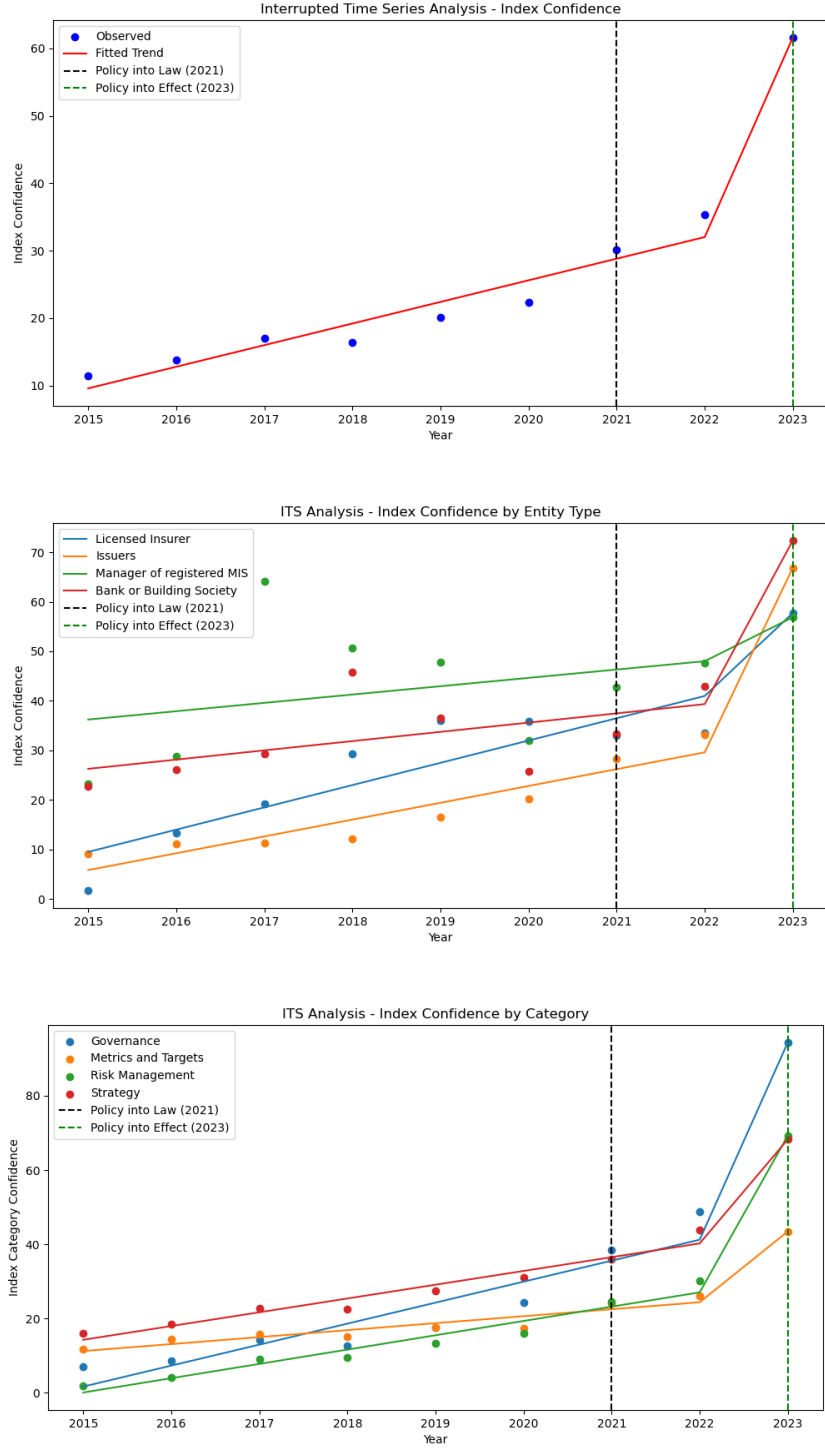 Interrupted Time Series Analysis - Index Confidence
Observed
Fitted Trend
Policy into Law (2021)
Policy into Effect (2023)
60
50
40
30
20
10
Index Confidence
2015 2016 2017 2018 2019 2020 2021 2022 2023
Year
ITS Analysis - Index Confidence by Entity Type
Licensed Insurer
Issuers
Manager of registered MIS
Bank or Building Society
Policy into Law (2021)
Policy into Effect (2023)
70
60
50
40
30
20
10
0
Index Confidence
2015 2016 2017 2018 2019 2020 2021 2022 2023
Year
ITS Analysis - Index Confidence by Category
Governance
Metrics and Targets
Risk Management
Strategy
Policy into Law (2021)
Policy into Effect (2023)
80
60
40
20
0
Index Category Confidence
2015 2016 2017 2018 2019 2020 2021 2022 2023
Year